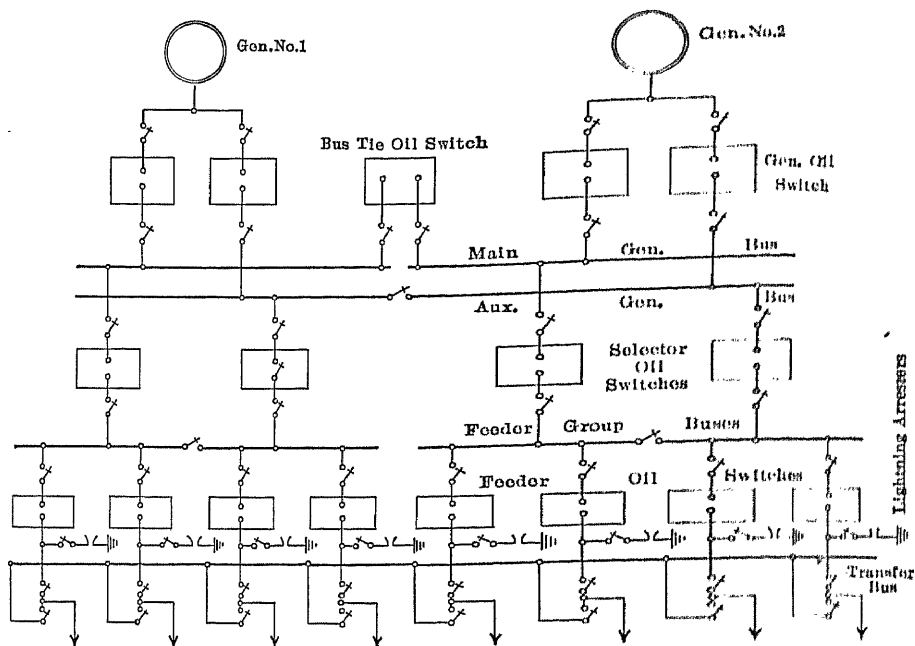 Gen.No.1
Gen.No.2
Bus Tie Oil Switch
Gen. Oil
Switch
Main Gen. Bus
Aux. Gen. Bus
Selector
Oil
Switches
Lightning Arresters
Feeder Group Buses
Feeder Oil Switches
Transfer
Bus